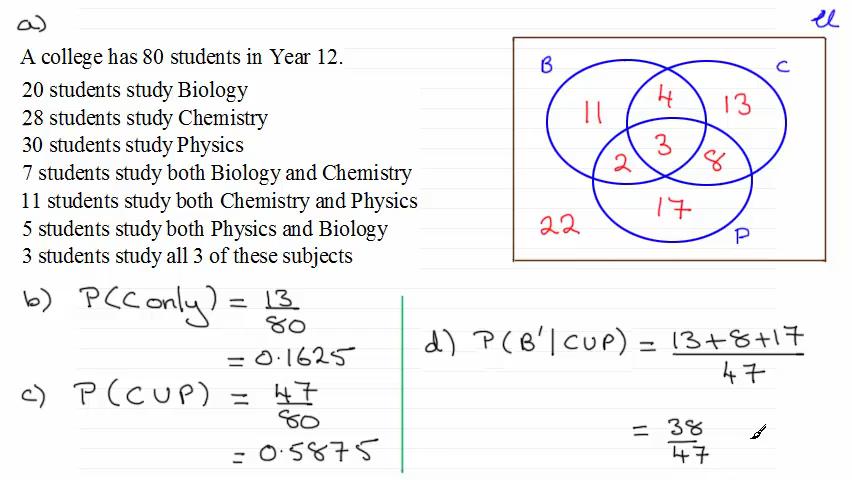 a)
A college has 80 students in Year 12.
20 students study Biology
28 students study Chemistry
30 students study Physics
7 students study both Biology and Chemistry
11 students study both Chemistry and Physics
5 students study both Physics and Biology
3 students study all 3 of these subjects
U
B
C
11
4
13
3
2
8
17
22
P
b) P(C only) = 13/80
= 0.1625
c) P(C∪P) = 47/80
= 0.5875
d) P(B'|C∪P) = 13+8+17/47
= 38/47